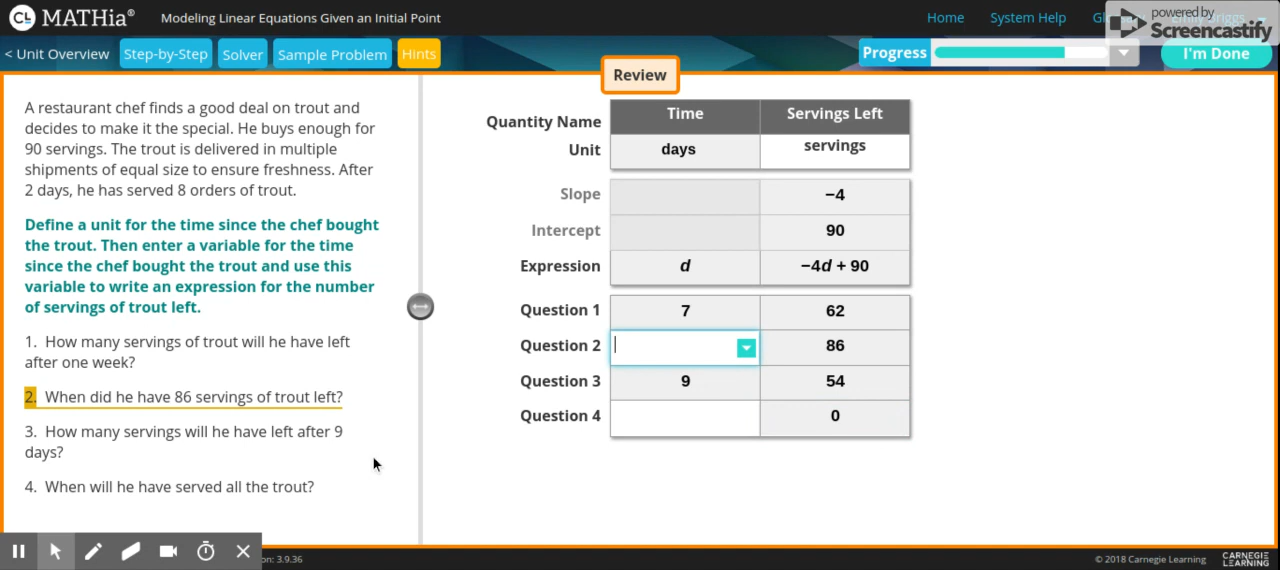 CL MATHia® Modeling Linear Equations Given an Initial Point Home System Help
powered by
Screencastify
< Unit Overview Step-by-Step Solver Sample Problem Hints Progress I'm Done
Review
A restaurant chef finds a good deal on trout and
decides to make it the special. He buys enough for
90 servings. The trout is delivered in multiple
shipments of equal size to ensure freshness. After
2 days, he has served 8 orders of trout.
Define a unit for the time since the chef bought
the trout. Then enter a variable for the time
since the chef bought the trout and use this
variable to write an expression for the number
of servings of trout left.
1. How many servings of trout will he have left
after one week?
2. When did he have 86 servings of trout left?
3. How many servings will he have left after 9
days?
4. When will he have served all the trout?
Quantity Name Time Servings Left
Unit days servings
Slope −4
Intercept 90
Expression d −4d + 90
Question 1 7 62
Question 2 86
Question 3 9 54
Question 4 0
on: 3.9.36
© 2018 Carnegie Learning
CARNEGIE
LEARNING